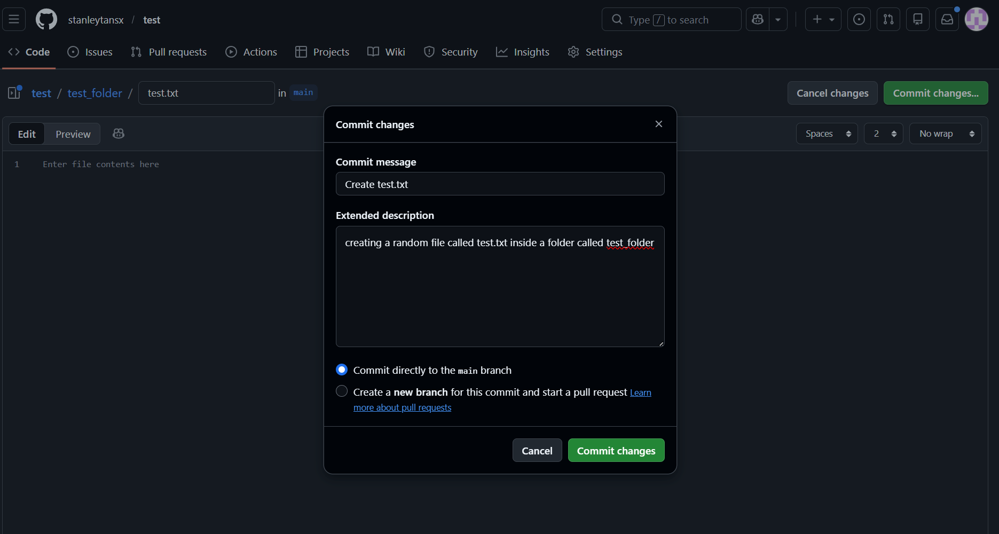 stanleytansx / test
Type / to search
Code Issues Pull requests Actions Projects Wiki Security Insights Settings
test / test_folder / test.txt in main
Cancel changes Commit changes...
Edit Preview
Spaces 2 No wrap
1 Enter file contents here
Commit changes
Commit message
Create test.txt
Extended description
creating a random file called test.txt inside a folder called test_folder
Commit directly to the main branch
Create a new branch for this commit and start a pull request Learn
more about pull requests
Cancel Commit changes